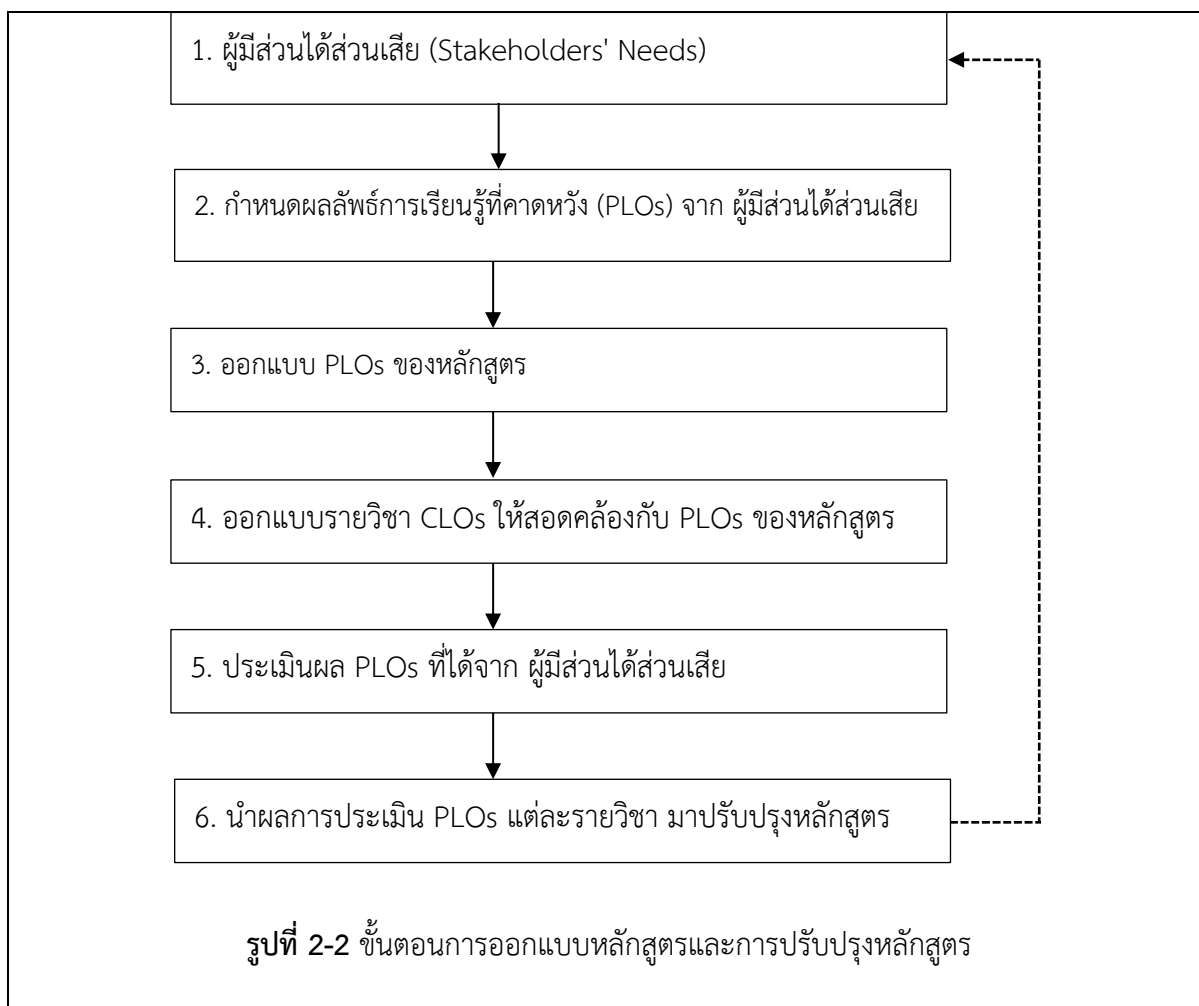 1. ผู้มีส่วนได้ส่วนเสีย (Stakeholders' Needs)
2. กำหนดผลลัพธ์การเรียนรู้ที่คาดหวัง (PLOs) จาก ผู้มีส่วนได้ส่วนเสีย
3. ออกแบบ PLOs ของหลักสูตร
4. ออกแบบรายวิชา CLOs ให้สอดคล้องกับ PLOs ของหลักสูตร
5. ประเมินผล PLOs ที่ได้จาก ผู้มีส่วนได้ส่วนเสีย
6. นำผลการประเมิน PLOs แต่ละรายวิชา มาปรับปรุงหลักสูตร
รูปที่ 2-2 ขั้นตอนการออกแบบหลักสูตรและการปรับปรุงหลักสูตร